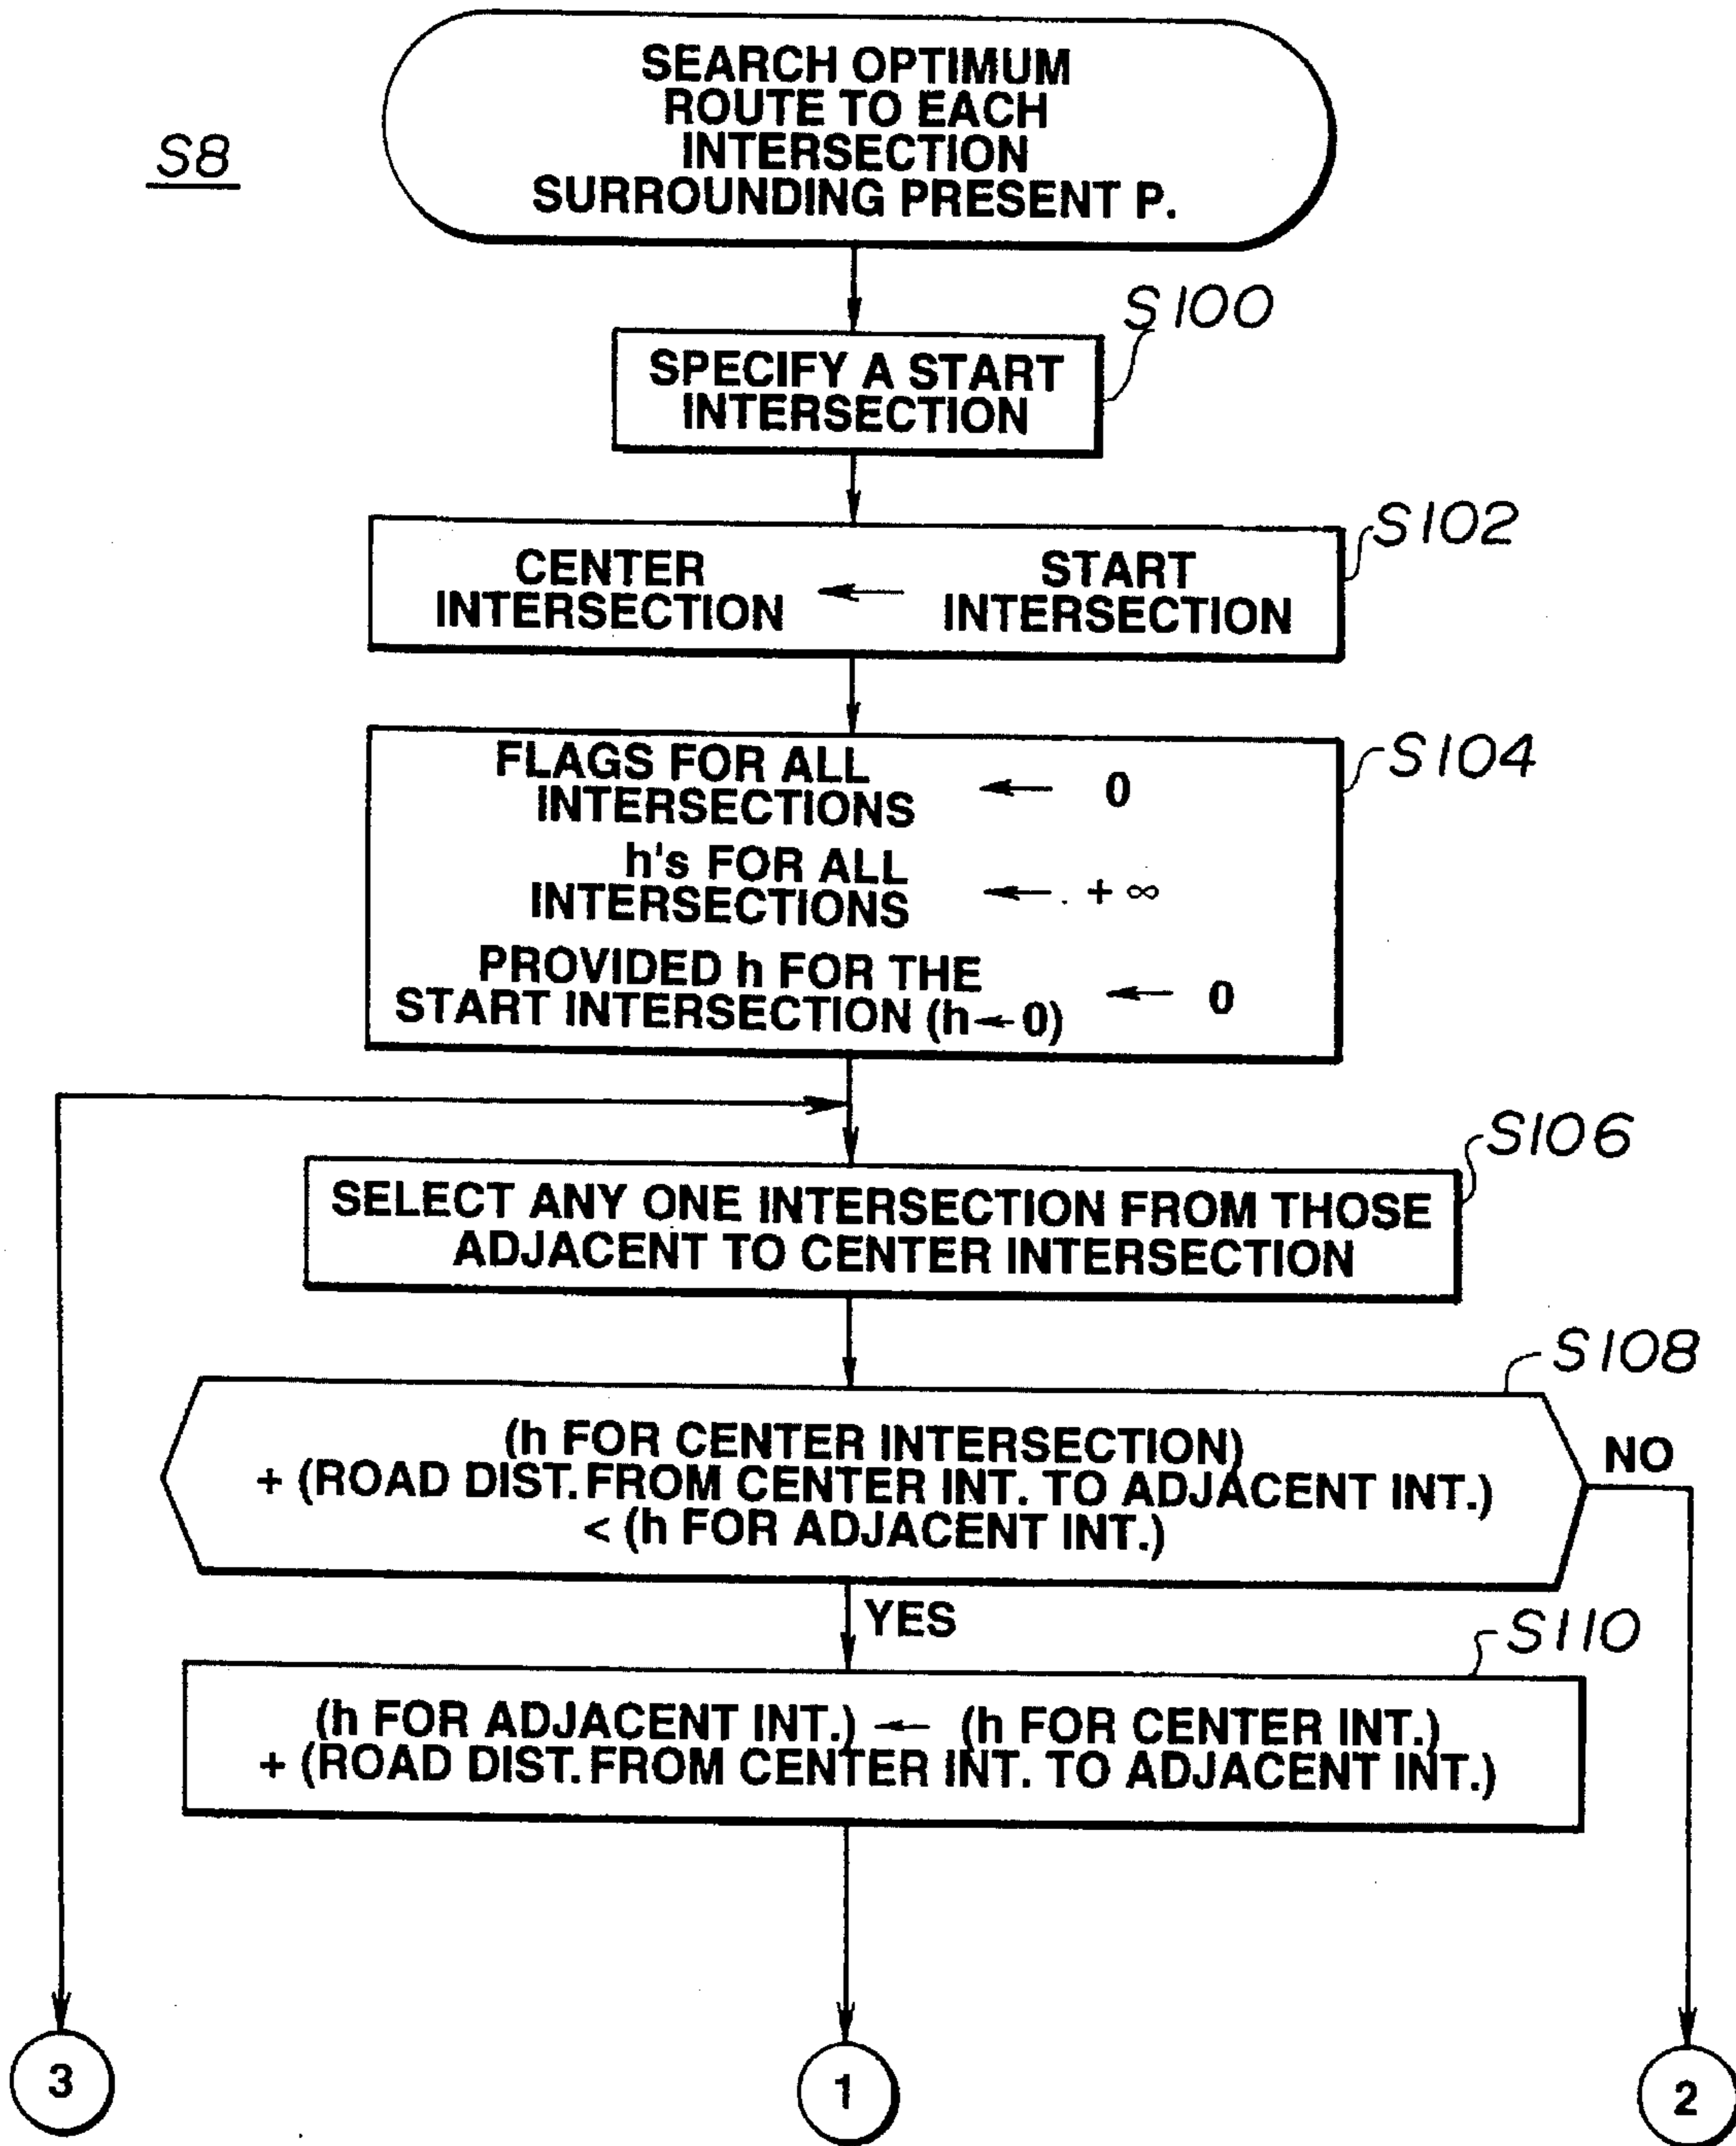 S8
SEARCH OPTIMUM
ROUTE TO EACH
INTERSECTION
SURROUNDING PRESENT P.
S100
SPECIFY A START
INTERSECTION
S102
CENTER
INTERSECTION
←
START
INTERSECTION
S104
FLAGS FOR ALL
INTERSECTIONS
← 0
h's FOR ALL
INTERSECTIONS
← + ∞
PROVIDED h FOR THE
START INTERSECTION (h←0)
← 0
S106
SELECT ANY ONE INTERSECTION FROM THOSE
ADJACENT TO CENTER INTERSECTION
S108
(h FOR CENTER INTERSECTION)
+ (ROAD DIST. FROM CENTER INT. TO ADJACENT INT.)
< (h FOR ADJACENT INT.)
NO
YES
S110
(h FOR ADJACENT INT.) ← (h FOR CENTER INT.)
+ (ROAD DIST. FROM CENTER INT. TO ADJACENT INT.)
3
1
2